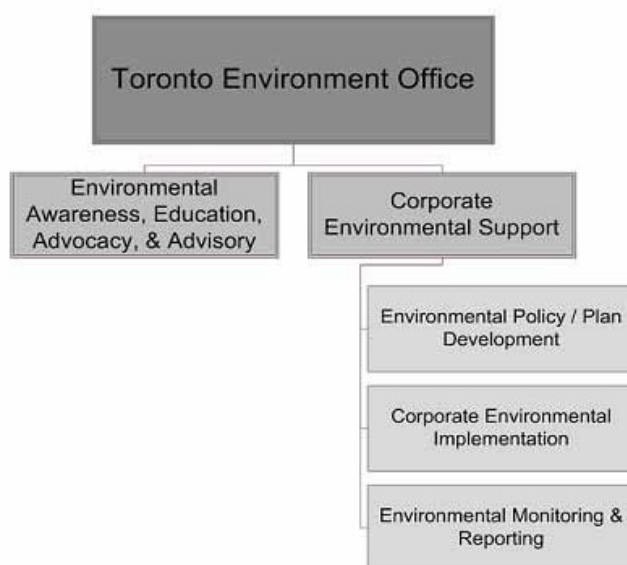 Toronto Environment Office
Environmental
Awareness, Education,
Advocacy, & Advisory
Corporate
Environmental Support
Environmental Policy / Plan
Development
Corporate Environmental
Implementation
Environmental Monitoring &
Reporting